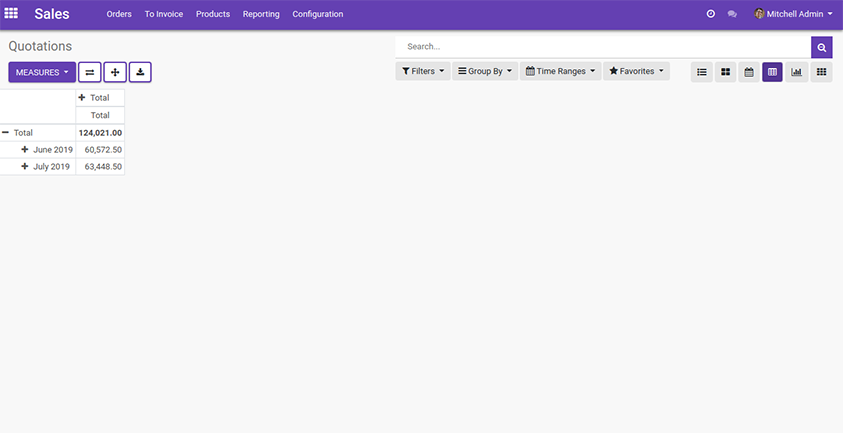 Sales Orders To Invoice Products Reporting Configuration Mitchell Admin
Quotations
Search...
MEASURES Filters Group By Time Ranges Favorites
Total
Total
Total 124,021.00
June 2019 60,572.50
July 2019 63,448.50